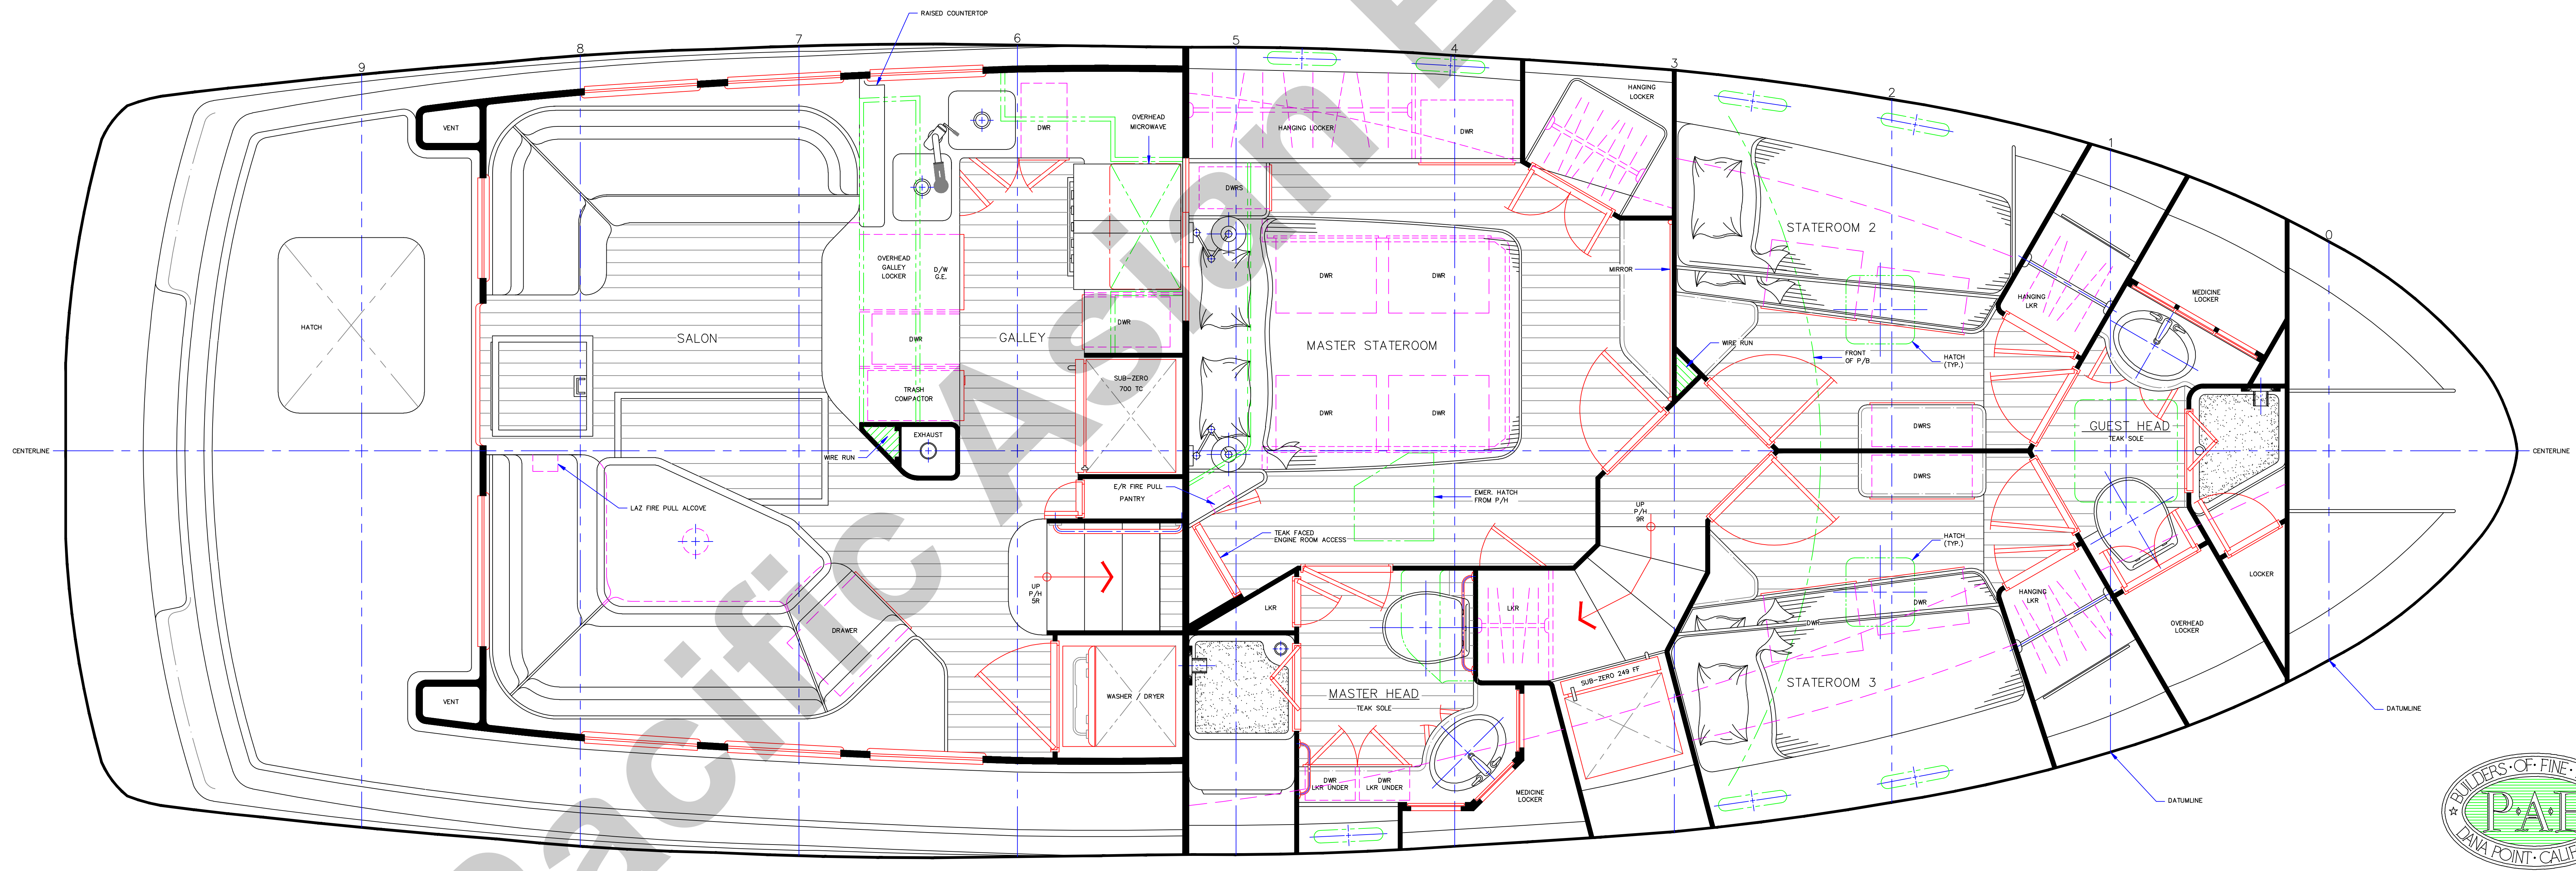 RAISED COUNTERTOP
9
8
7
6
5
4
3
2
1
0
VENT
HATCH
SALON
OVERHEAD
GALLEY
LOCKER
D/W
G.E.
DWR
TRASH
COMPACTOR
EXHAUST
WIRE RUN
DWR
OVERHEAD
MICROWAVE
GALLEY
DWR
SUB-ZERO
700 TC
E/R FIRE PULL
PANTRY
LAZ FIRE PULL ALCOVE
UP
P/H
5R
DRAWER
WASHER / DRYER
VENT
CENTERLINE
HANGING LOCKER
DWR
DWRS
DWR
DWR
MASTER STATEROOM
DWR
DWR
EMER. HATCH
FROM P/H
TEAK FACED
ENGINE ROOM ACCESS
LKR
MASTER HEAD
TEAK SOLE
DWR
LKR UNDER
DWR
LKR UNDER
MEDICINE
LOCKER
LKR
UP
P/H
9R
SUB-ZERO 249 FF
HANGING
LOCKER
MIRROR
WIRE RUN
STATEROOM 2
FRONT
OF P/B
HATCH
(TYP.)
DWRS
DWRS
HATCH
(TYP.)
DWR
DWR
STATEROOM 3
HANGING
LKR
MEDICINE
LOCKER
GUEST HEAD
TEAK SOLE
HANGING
LKR
OVERHEAD
LOCKER
LOCKER
CENTERLINE
DATUMLINE
DATUMLINE
Pacific Asian E
BUILDERS·OF·FINE·
P·A·E
DANA POINT·CALIF